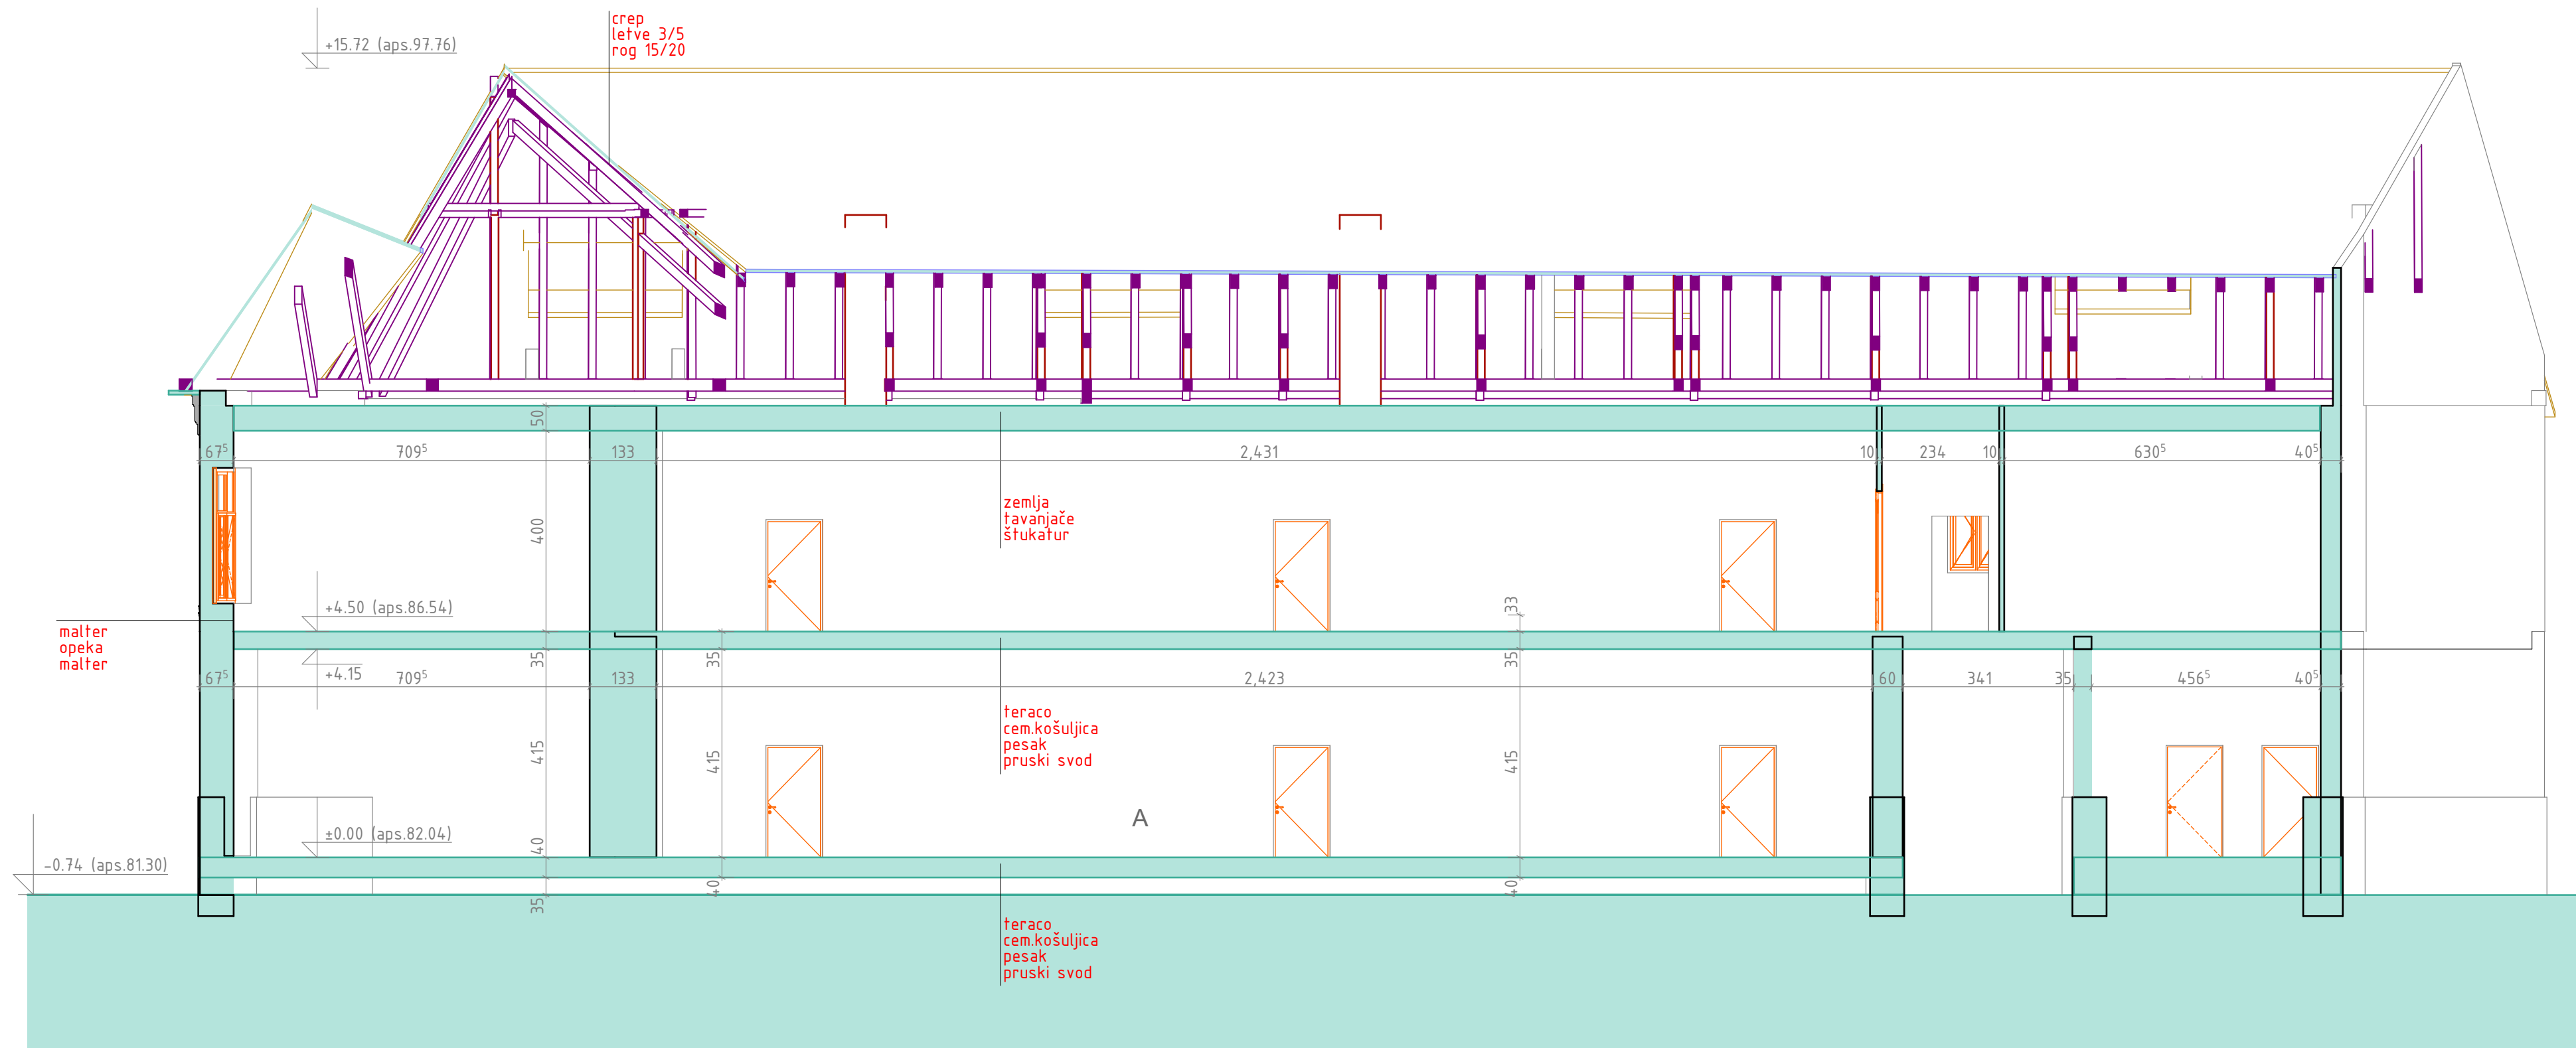 +15.72 (aps.97.76)
crep
letve 3/5
rog 15/20
50
67⁵
709⁵
133
2,431
10
234
10
630⁵
40⁵
zemlja
tavanjače
štukatur
400
+4.50 (aps.86.54)
33
malter
opeka
malter
+4.15
35
35
35
67⁵
709⁵
133
2,423
60
341
35
456⁵
40⁵
teraco
cem.košuljica
pesak
pruski svod
415
415
415
A
±0.00 (aps.82.04)
40
-0.74 (aps.81.30)
40
40
35
teraco
cem.košuljica
pesak
pruski svod